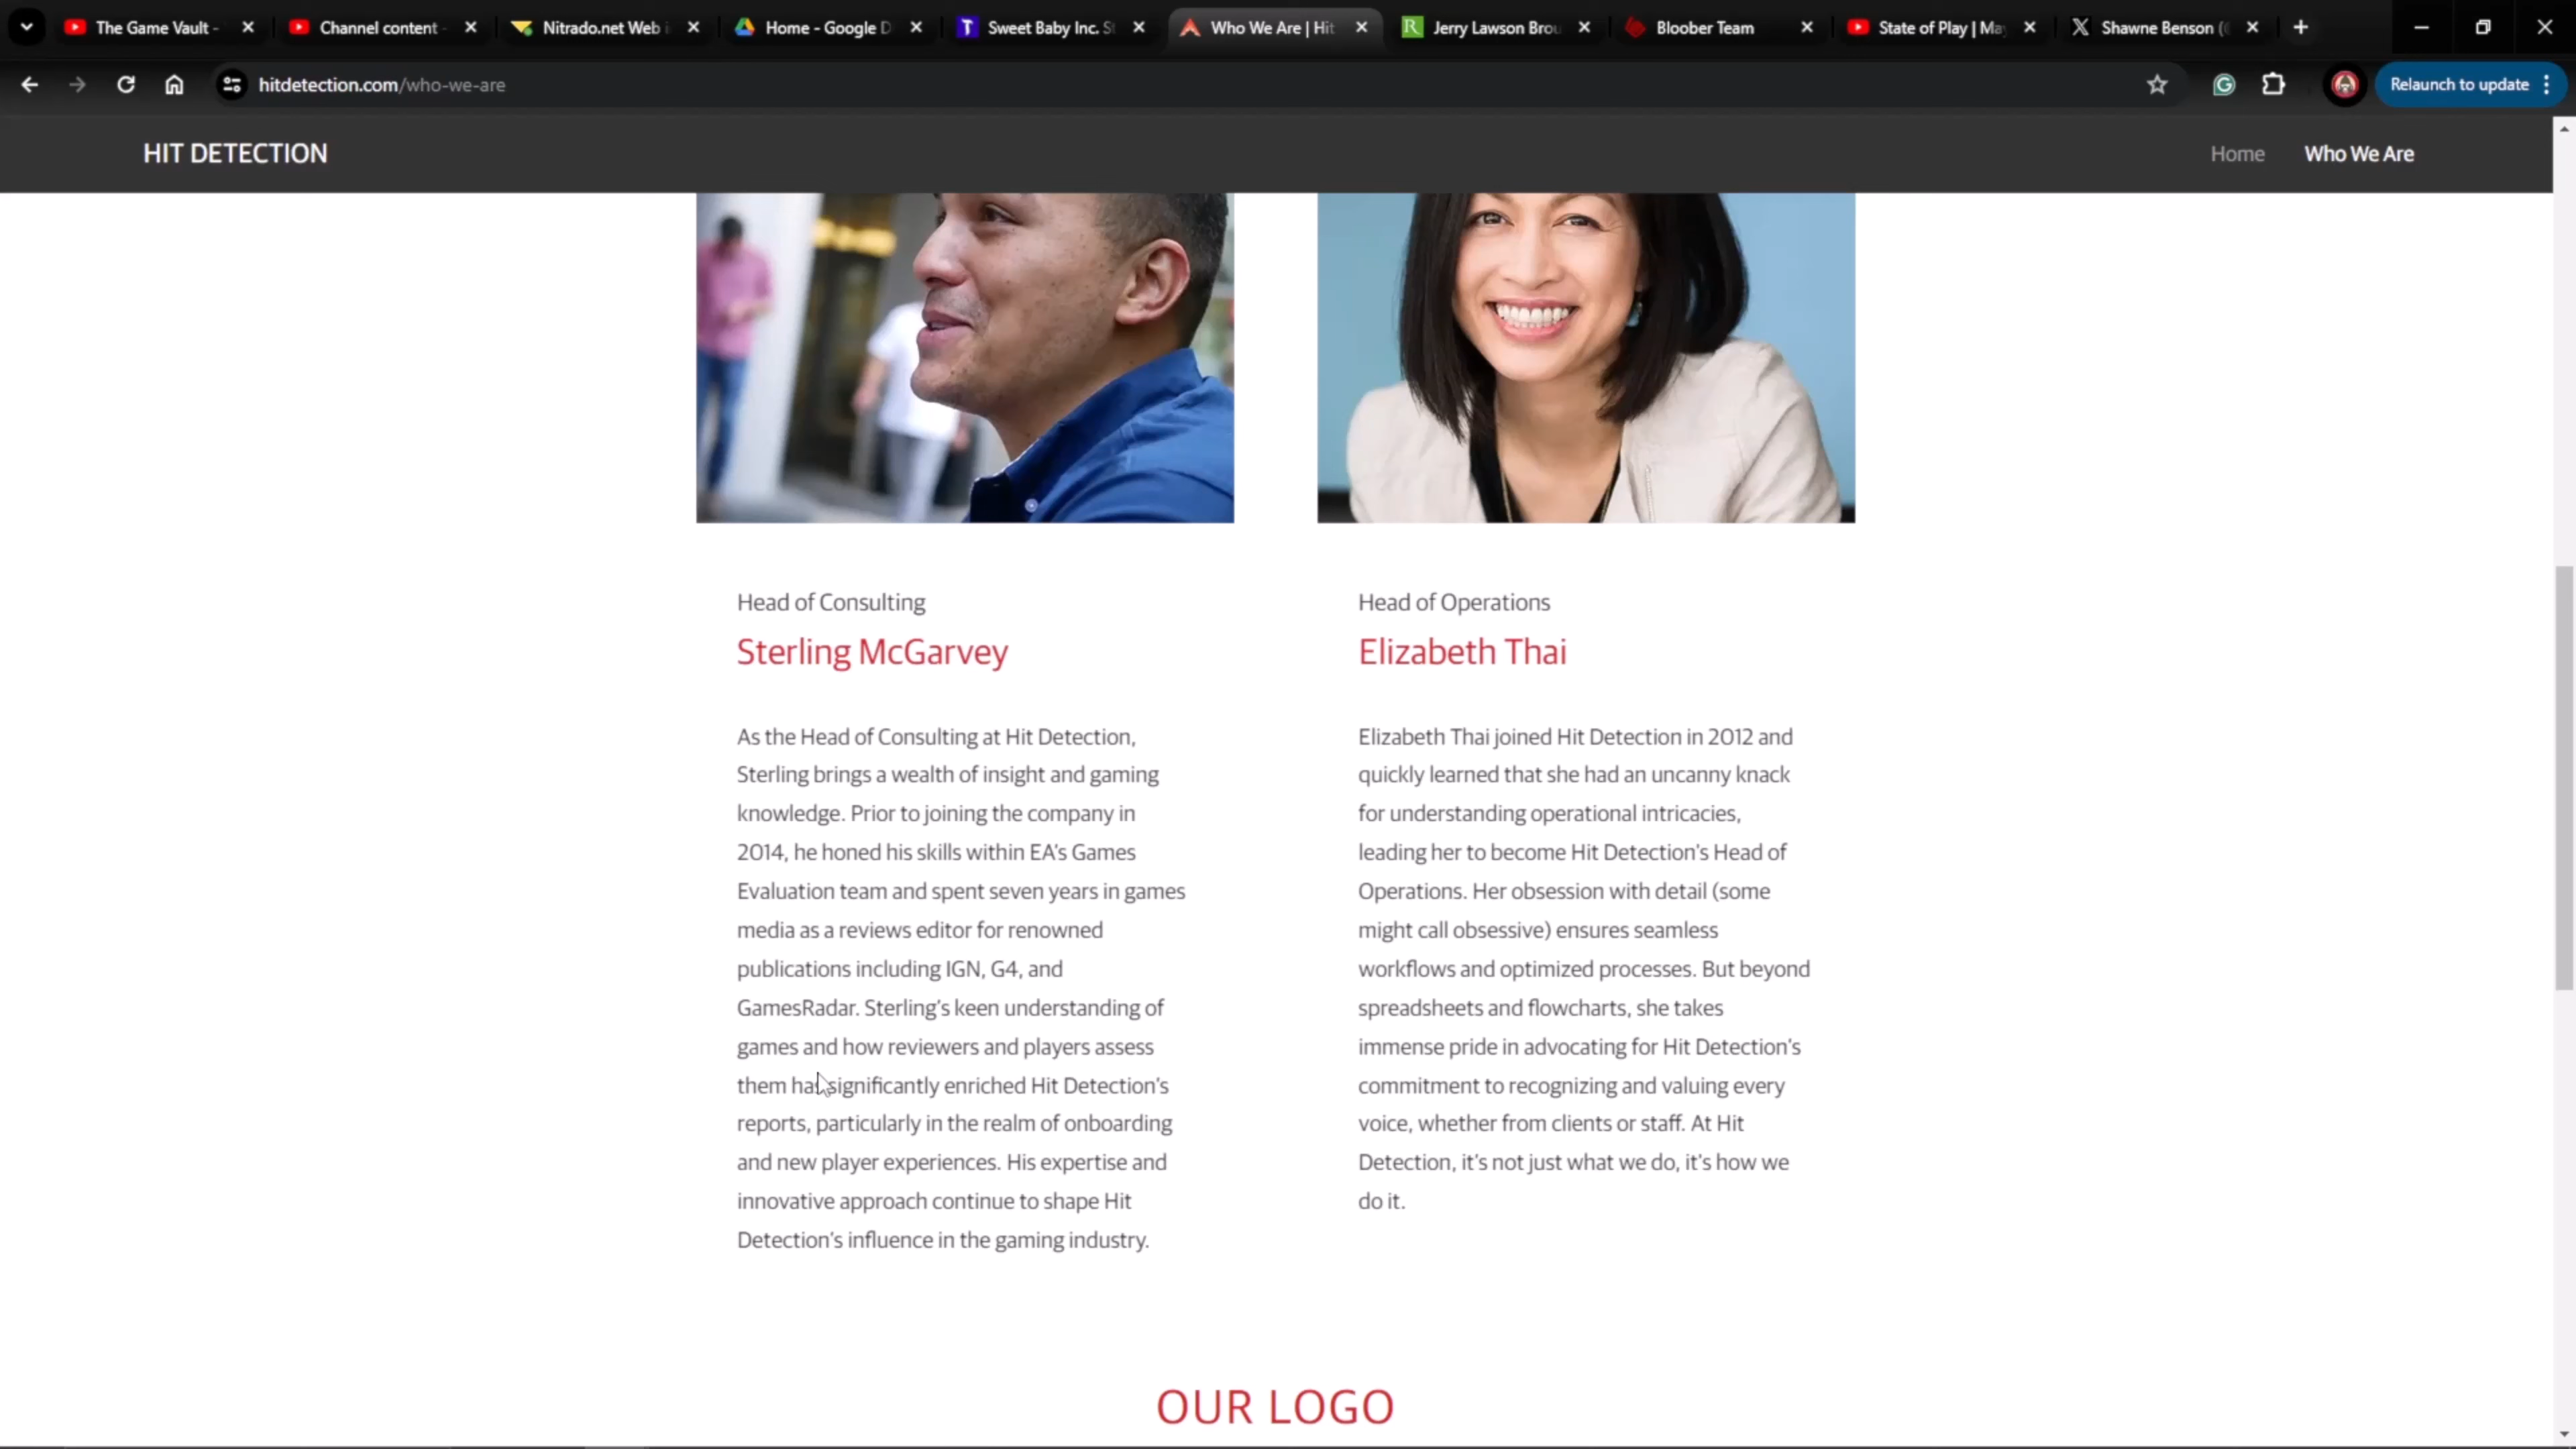 The Game Vault -
Channel content
Nitrado.net Web i
Home - Google D
Sweet Baby Inc. S
Who We Are | Hit
Jerry Lawson Brou
Bloober Team
State of Play | Ma
Shawne Benson (
hitdetection.com/who-we-are
Relaunch to update
HIT DETECTION
Home
Who We Are
Head of Consulting
Sterling McGarvey
As the Head of Consulting at Hit Detection,
Sterling brings a wealth of insight and gaming
knowledge. Prior to joining the company in
2014, he honed his skills within EA's Games
Evaluation team and spent seven years in games
media as a reviews editor for renowned
publications including IGN, G4, and
GamesRadar. Sterling's keen understanding of
games and how reviewers and players assess
them has significantly enriched Hit Detection's
reports, particularly in the realm of onboarding
and new player experiences. His expertise and
innovative approach continue to shape Hit
Detection's influence in the gaming industry.
Head of Operations
Elizabeth Thai
Elizabeth Thai joined Hit Detection in 2012 and
quickly learned that she had an uncanny knack
for understanding operational intricacies,
leading her to become Hit Detection's Head of
Operations. Her obsession with detail (some
might call obsessive) ensures seamless
workflows and optimized processes. But beyond
spreadsheets and flowcharts, she takes
immense pride in advocating for Hit Detection's
commitment to recognizing and valuing every
voice, whether from clients or staff. At Hit
Detection, it's not just what we do, it's how we
do it.
OUR LOGO